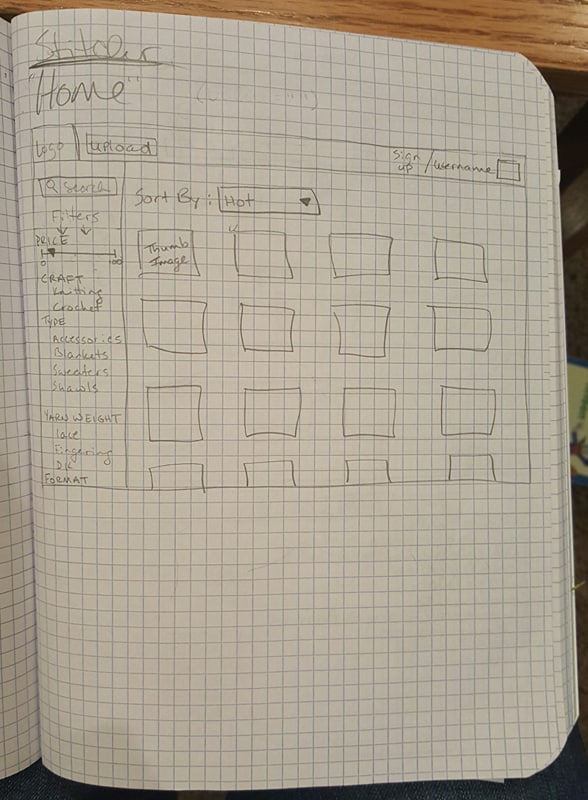 "Home"
Logo
upload
Sign up / username
Search
Sort By: Hot
Filters
PRICE
0
Thumb
Image
CRAFT
Knitting
Crochet
TYPE
Accessories
Blankets
Sweaters
Shawls
YARN WEIGHT
lace
Fingering
DK
FORMAT